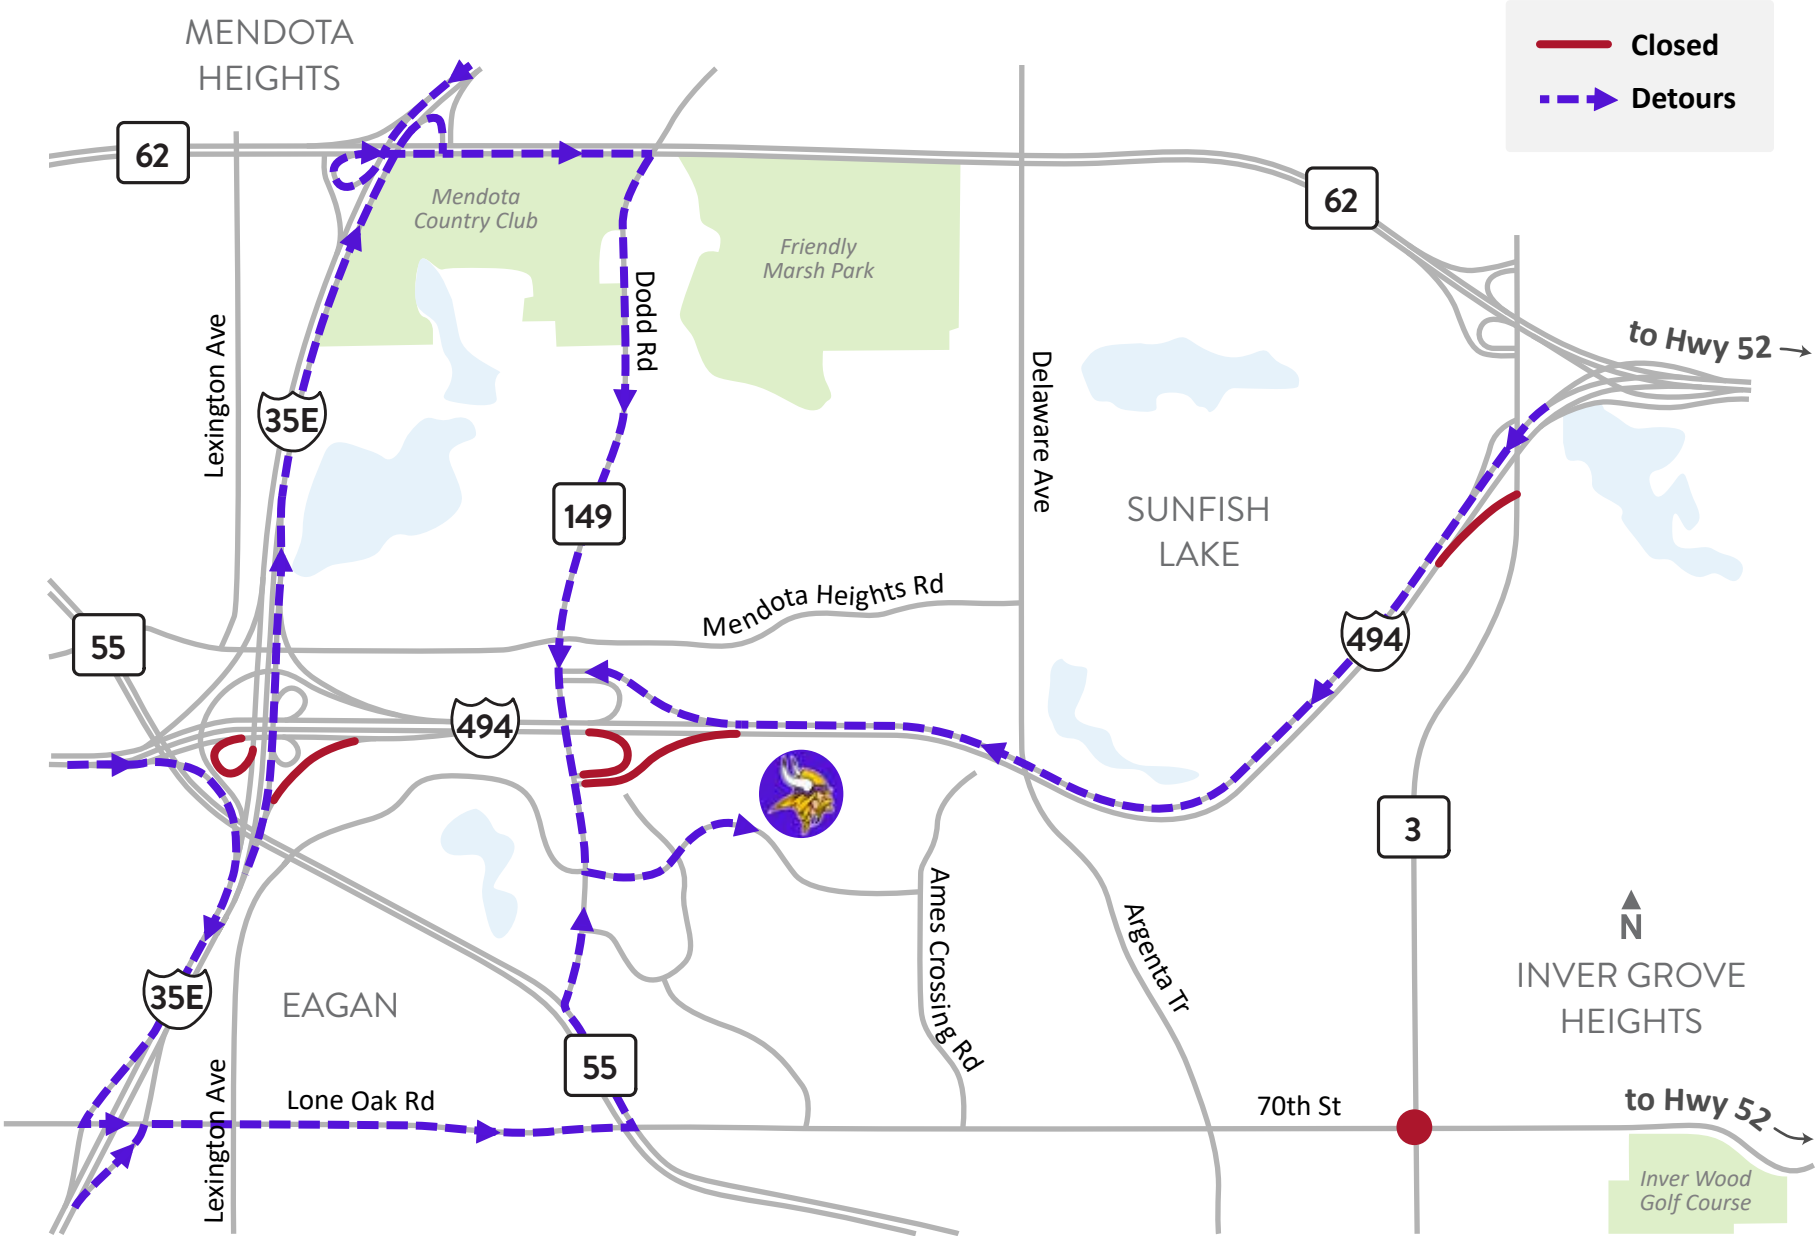 MENDOTA
HEIGHTS
Closed
Detours
62
Mendota
Country Club
Friendly
Marsh Park
62
Dodd Rd
to Hwy 52
Lexington Ave
35E
Delaware Ave
149
SUNFISH
LAKE
Mendota Heights Rd
55
494
494
3
Ames Crossing Rd
Argenta Tr
N
INVER GROVE
HEIGHTS
35E
EAGAN
55
Lexington Ave
Lone Oak Rd
70th St
to Hwy 52
Inver Wood
Golf Course